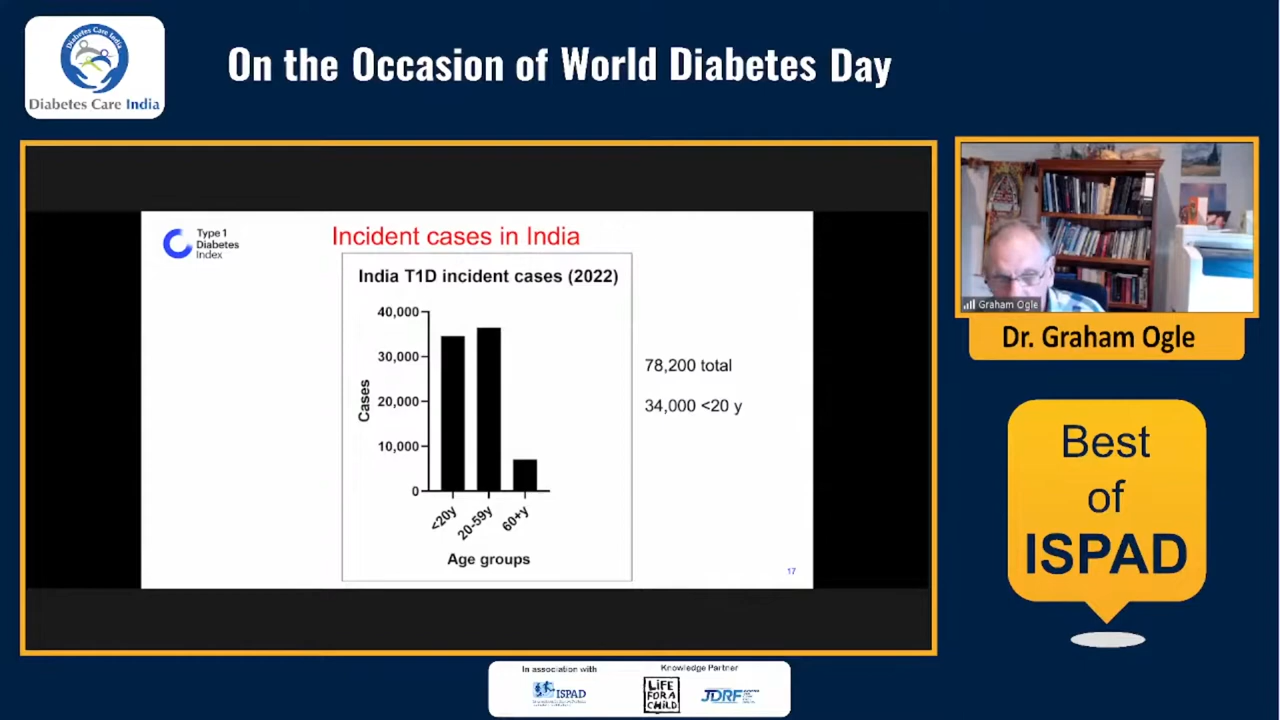 Diabetes Care India
Diabetes Care India
On the Occasion of World Diabetes Day
Type 1
Diabetes
Index
Incident cases in India
India T1D incident cases (2022)
40,000
30,000
20,000
10,000
0
Cases
<20y
20-59y
60+y
Age groups
78,200 total
34,000 <20 y
17
Graham Ogle
Dr. Graham Ogle
Best
of
ISPAD
In association with
ISPAD
Knowledge Partner
LiFE
FOR A
CHiLD
JDRF